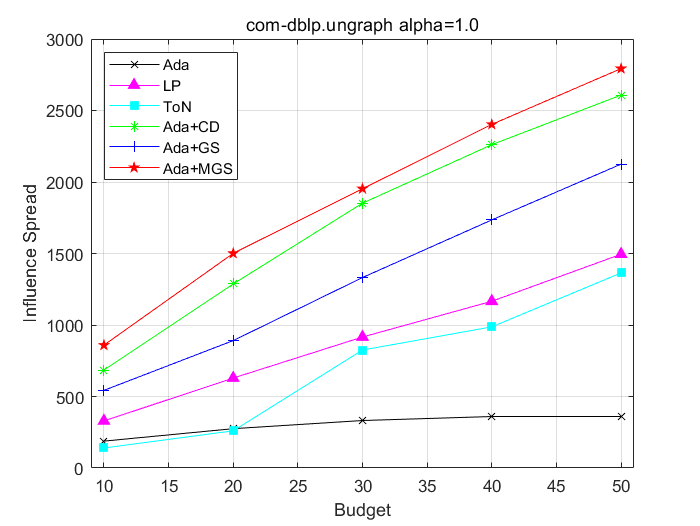 com-dblp.ungraph alpha=1.0
3000
2500
2000
1500
1000
500
0
Influence Spread
Ada
LP
ToN
Ada+CD
Ada+GS
Ada+MGS
10 15 20 25 30 35 40 45 50
Budget